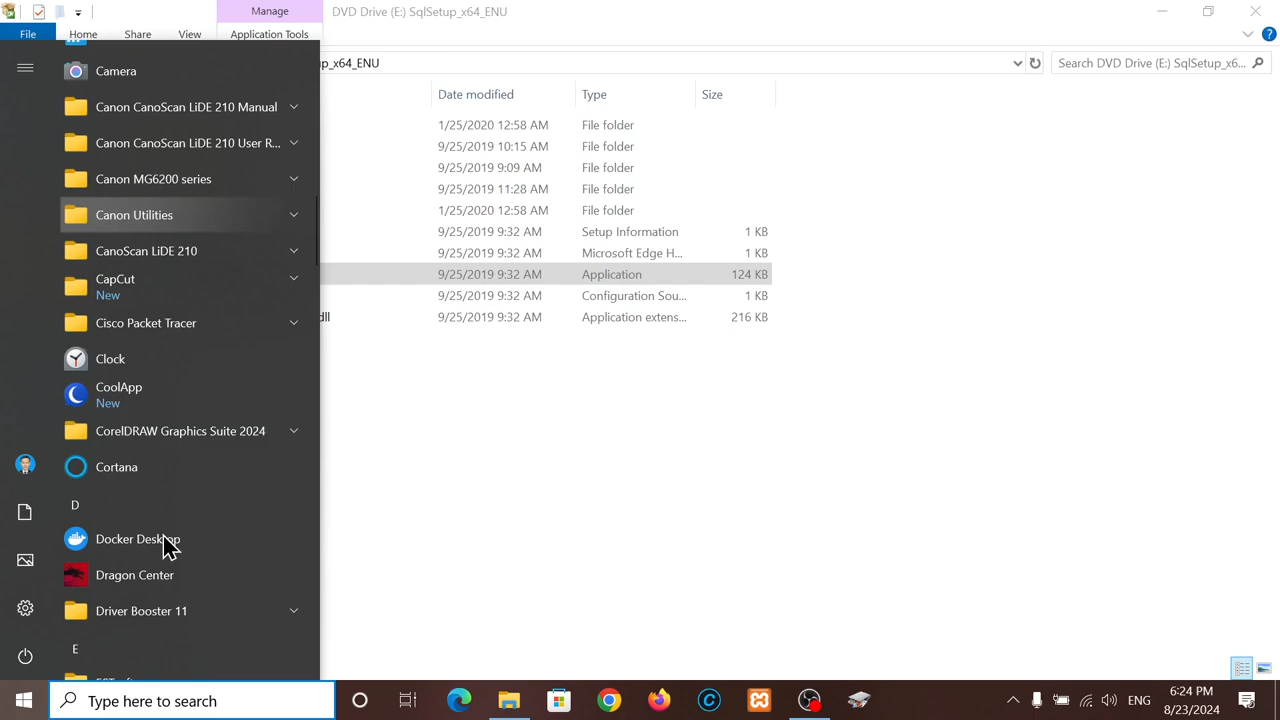 Manage
DVD Drive (E:) SqlSetup_x64_ENU
File
Home
Share
View
Application Tools
p_x64_ENU
Search DVD Drive (E:) SqlSetup_x6...
Date modified
Type
Size
1/25/2020 12:58 AM
File folder
9/25/2019 10:15 AM
File folder
9/25/2019 9:09 AM
File folder
9/25/2019 11:28 AM
File folder
1/25/2020 12:58 AM
File folder
9/25/2019 9:32 AM
Setup Information
1 KB
9/25/2019 9:32 AM
Microsoft Edge H...
1 KB
9/25/2019 9:32 AM
Application
124 KB
9/25/2019 9:32 AM
Configuration Sou...
1 KB
dll
9/25/2019 9:32 AM
Application extens...
216 KB
Camera
Canon CanoScan LiDE 210 Manual
Canon CanoScan LiDE 210 User R...
Canon MG6200 series
Canon Utilities
CanoScan LiDE 210
CapCut
New
Cisco Packet Tracer
Clock
CoolApp
New
CorelDRAW Graphics Suite 2024
Cortana
D
Docker Desktop
Dragon Center
Driver Booster 11
E
Type here to search
ENG
6:24 PM
8/23/2024